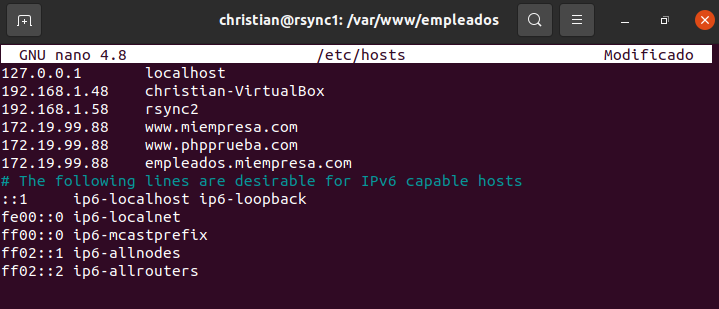 christian@rsync1: /var/www/empleados
GNU nano 4.8 /etc/hosts Modificado
127.0.0.1 localhost
192.168.1.48 christian-VirtualBox
192.168.1.58 rsync2
172.19.99.88 www.miempresa.com
172.19.99.88 www.phpprueba.com
172.19.99.88 empleados.miempresa.com
# The following lines are desirable for IPv6 capable hosts
::1 ip6-localhost ip6-loopback
fe00::0 ip6-localnet
ff00::0 ip6-mcastprefix
ff02::1 ip6-allnodes
ff02::2 ip6-allrouters